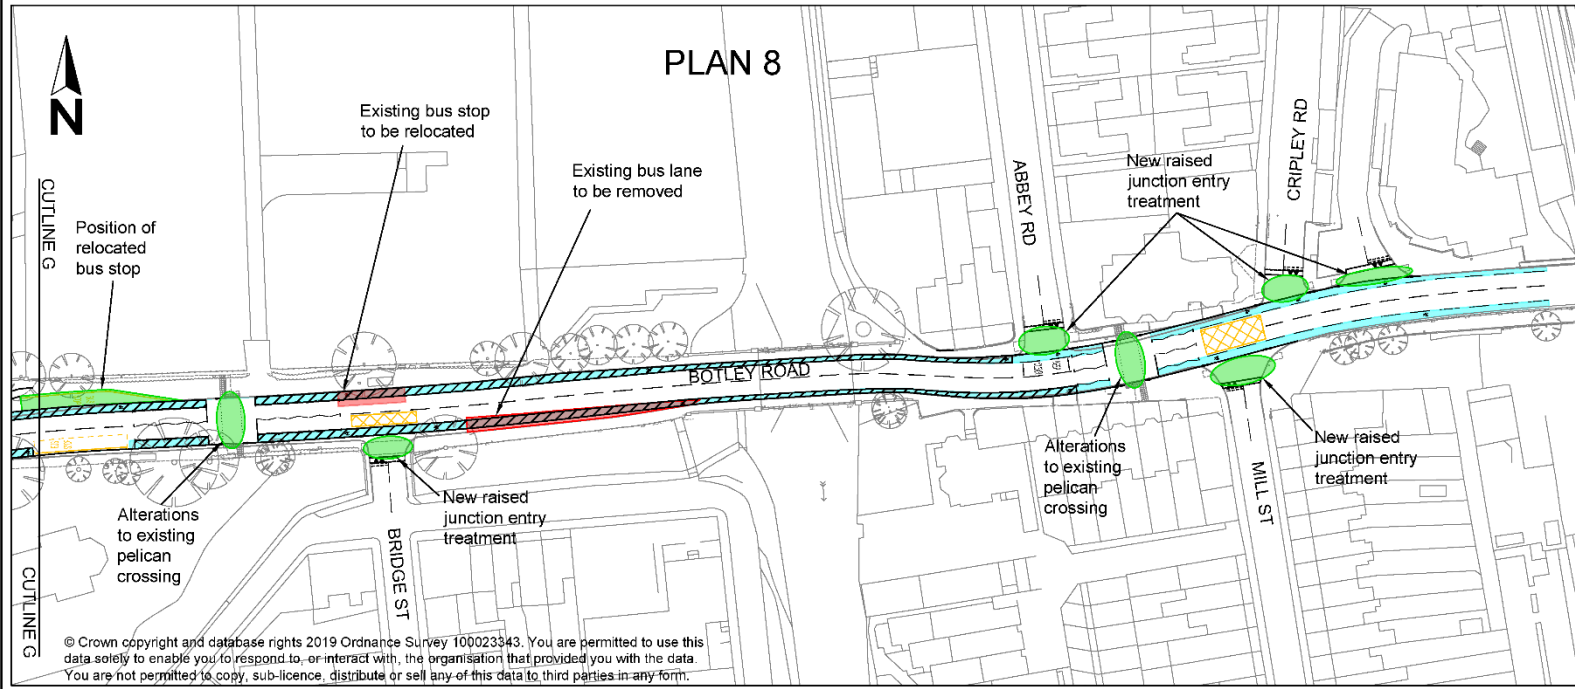 PLAN 8
N
Existing bus stop
to be relocated
Existing bus lane
to be removed
New raised
junction entry
treatment
CRIPLEY RD
ABBEY RD
CUTLINE G
Position of
relocated
bus stop
BOTLEY ROAD
Alterations
to existing
pelican
crossing
New raised
junction entry
treatment
BRIDGE ST
Alterations
to existing
pelican
crossing
New raised
junction entry
treatment
MILL ST
CUTLINE G
© Crown copyright and database rights 2019 Ordnance Survey 100023343. You are permitted to use this
data solely to enable you to respond to, or interact with, the organisation that provided you with the data.
You are not permitted to copy, sub-licence, distribute or sell any of this data to third parties in any form.